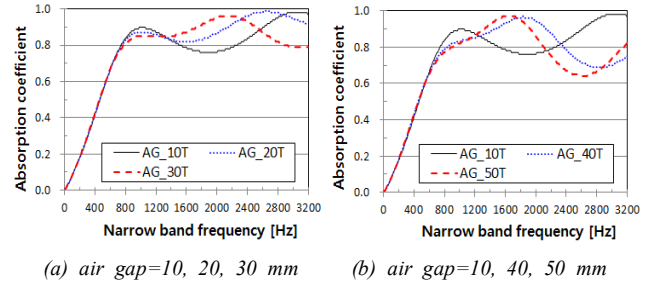 Absorption coefficient
1.0
0.8
0.6
0.4
0.2
0.0
AG_10T
AG_20T
AG_30T
0
400
800
1200
1600
2000
2400
2800
3200
Narrow band frequency [Hz]
(a) air gap=10, 20, 30 mm
Absorption coefficient
1.0
0.8
0.6
0.4
0.2
0.0
AG_10T
AG_40T
AG_50T
0
400
800
1200
1600
2000
2400
2800
3200
Narrow band frequency [Hz]
(b) air gap=10, 40, 50 mm